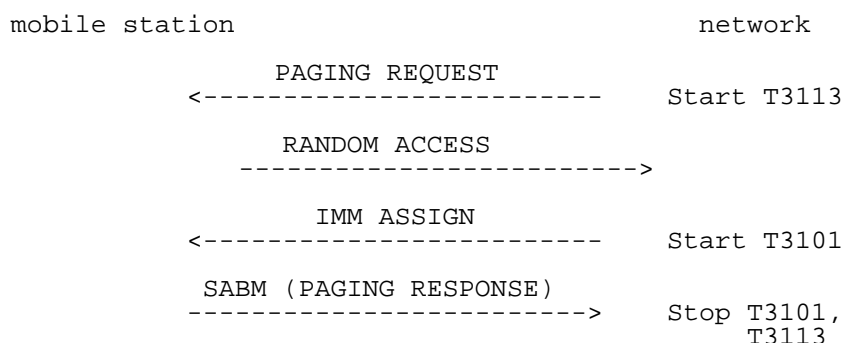 mobile station network
PAGING REQUEST
<-------------------------- Start T3113
RANDOM ACCESS
-------------------------->
IMM ASSIGN
<-------------------------- Start T3101
SABM (PAGING RESPONSE)
--------------------------> Stop T3101,
T3113